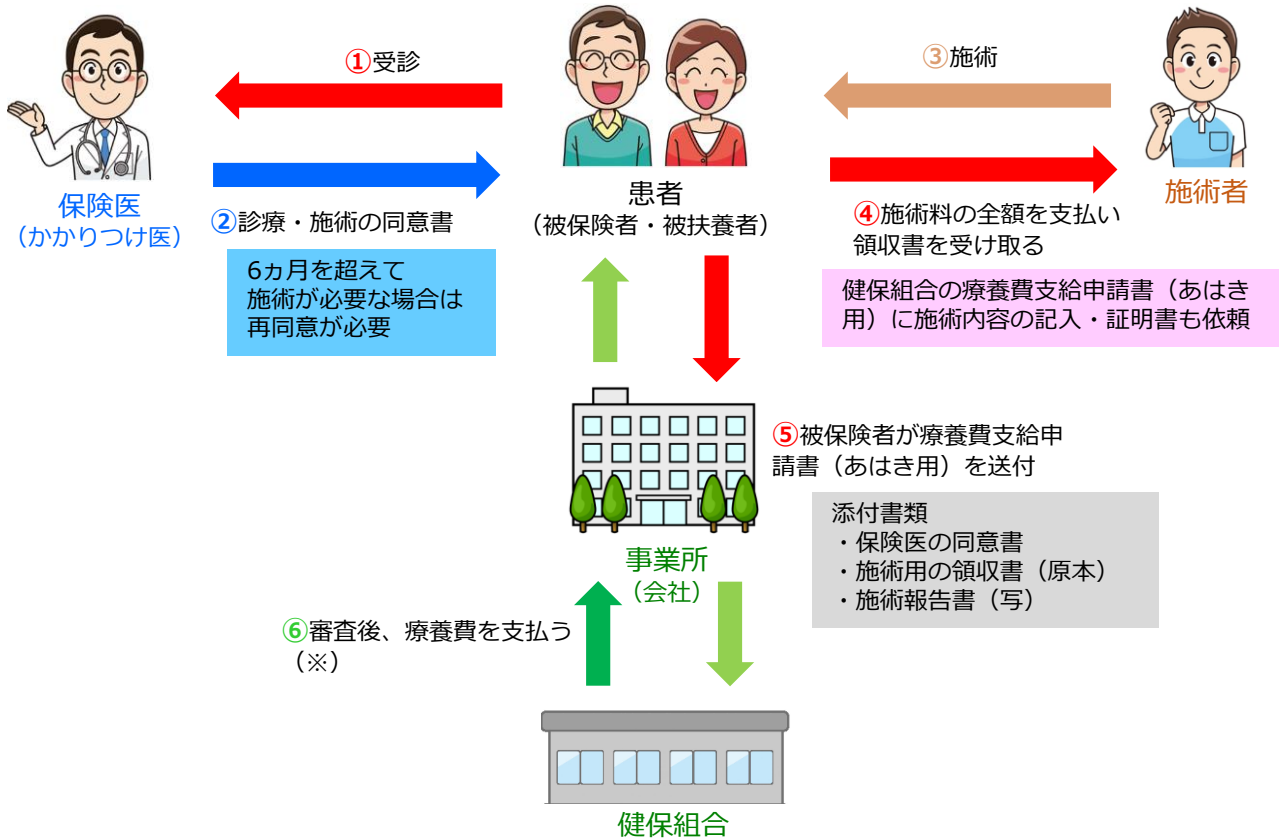 ①受診
③施術
保険医
（かかりつけ医）
②診療・施術の同意書
6ヵ月を超えて
施術が必要な場合は
再同意が必要
患者
（被保険者・被扶養者）
施術者
④施術料の全額を支払い
領収書を受け取る
健保組合の療養費支給申請書（あはき
用）に施術内容の記入・証明書も依頼
⑤被保険者が療養費支給申
請書（あはき用）を送付
添付書類
・保険医の同意書
・施術用の領収書（原本）
・施術報告書（写）
事業所
（会社）
⑥審査後、療養費を支払う
（※）
健保組合